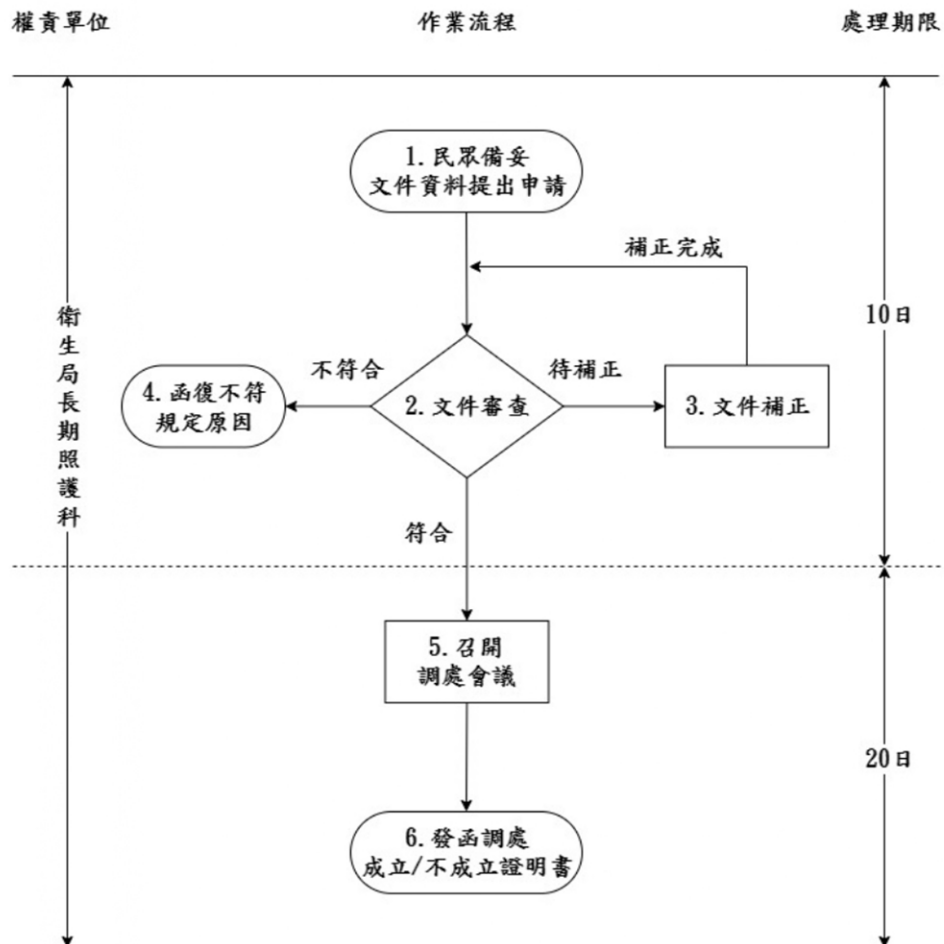 權責單位
作業流程
處理期限
1.民眾備妥
文件資料提出申請
補正完成
10日
衛生局長期照護科
不符合
待補正
4.函復不符
規定原因
2.文件審查
3.文件補正
符合
5.召開
調處會議
20日
6.發函調處
成立/不成立證明書